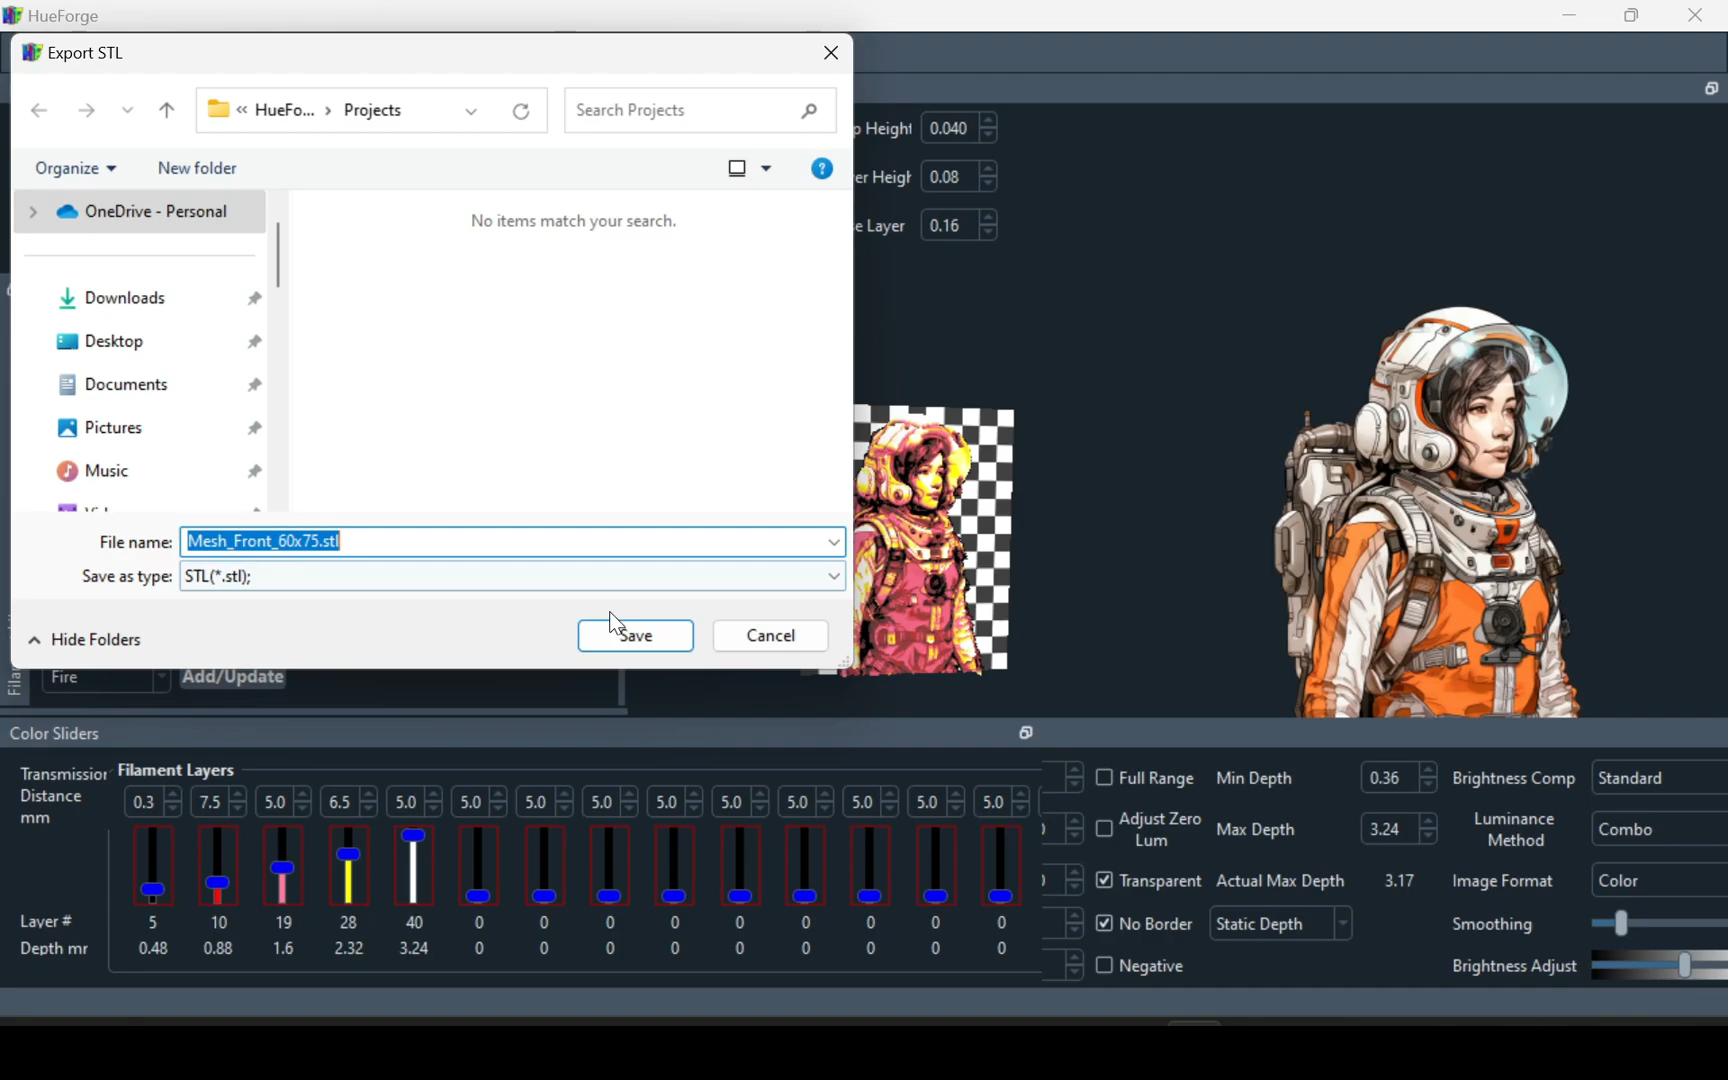 HueForge
Export STL
« HueFo... › Projects
Search Projects
Organize
New folder
OneDrive - Personal
No items match your search.
Downloads
Desktop
Documents
Pictures
Music
File name: Mesh_Front_60x75.stl
Save as type: STL(*.stl);
Hide Folders
Save
Cancel
p Height 0.040
er Heigh 0.08
e Layer 0.16
Fire
Add/Update
Color Sliders
Transmission Distance mm
Filament Layers
0.3 7.5 5.0 6.5 5.0 5.0 5.0 5.0 5.0 5.0 5.0 5.0 5.0 5.0
Layer # 5 10 19 28 40 0 0 0 0 0 0 0 0 0
Depth mr 0.48 0.88 1.6 2.32 3.24 0 0 0 0 0 0 0 0 0
Full Range Min Depth 0.36 Brightness Comp Standard
Adjust Zero Lum Max Depth 3.24 Luminance Method Combo
Transparent Actual Max Depth 3.17 Image Format Color
No Border Static Depth Smoothing
Negative Brightness Adjust